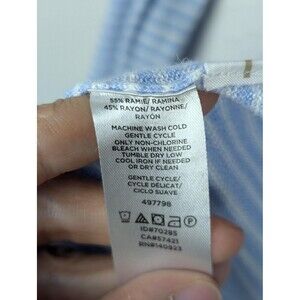 55% RAMIE/ RAMINA
45% RAYON/ RAYONNE/
RAYÓN
MACHINE WASH COLD
GENTLE CYCLE
ONLY NON-CHLORINE
BLEACH WHEN NEEDED
TUMBLE DRY LOW
COOL IRON IF NEEDED
OR DRY CLEAN
GENTLE CYCLE/
CYCLE DELICAT/
CICLO SUAVE
497798
ID#70285
CA#57421
RN#140923